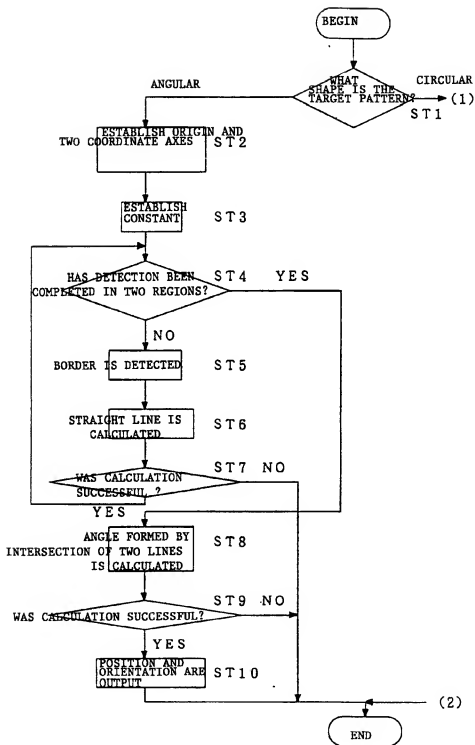 BEGIN
WHAT
SHAPE IS THE
TARGET PATTERN?
ANGULAR
CIRCULAR
(1)
ST1
ESTABLISH ORIGIN AND
TWO COORDINATE AXES
ST2
ESTABLISH
CONSTANT
ST3
HAS DETECTION BEEN
COMPLETED IN TWO REGIONS?
ST4
YES
NO
BORDER IS DETECTED
ST5
STRAIGHT LINE IS
CALCULATED
ST6
WAS CALCULATION
SUCCESSFUL ?
ST7
NO
YES
ANGLE FORMED BY
INTERSECTION OF TWO LINES
IS CALCULATED
ST8
WAS CALCULATION SUCCESSFUL?
ST9
NO
YES
POSITION AND
ORIENTATION ARE
OUTPUT
ST10
(2)
END